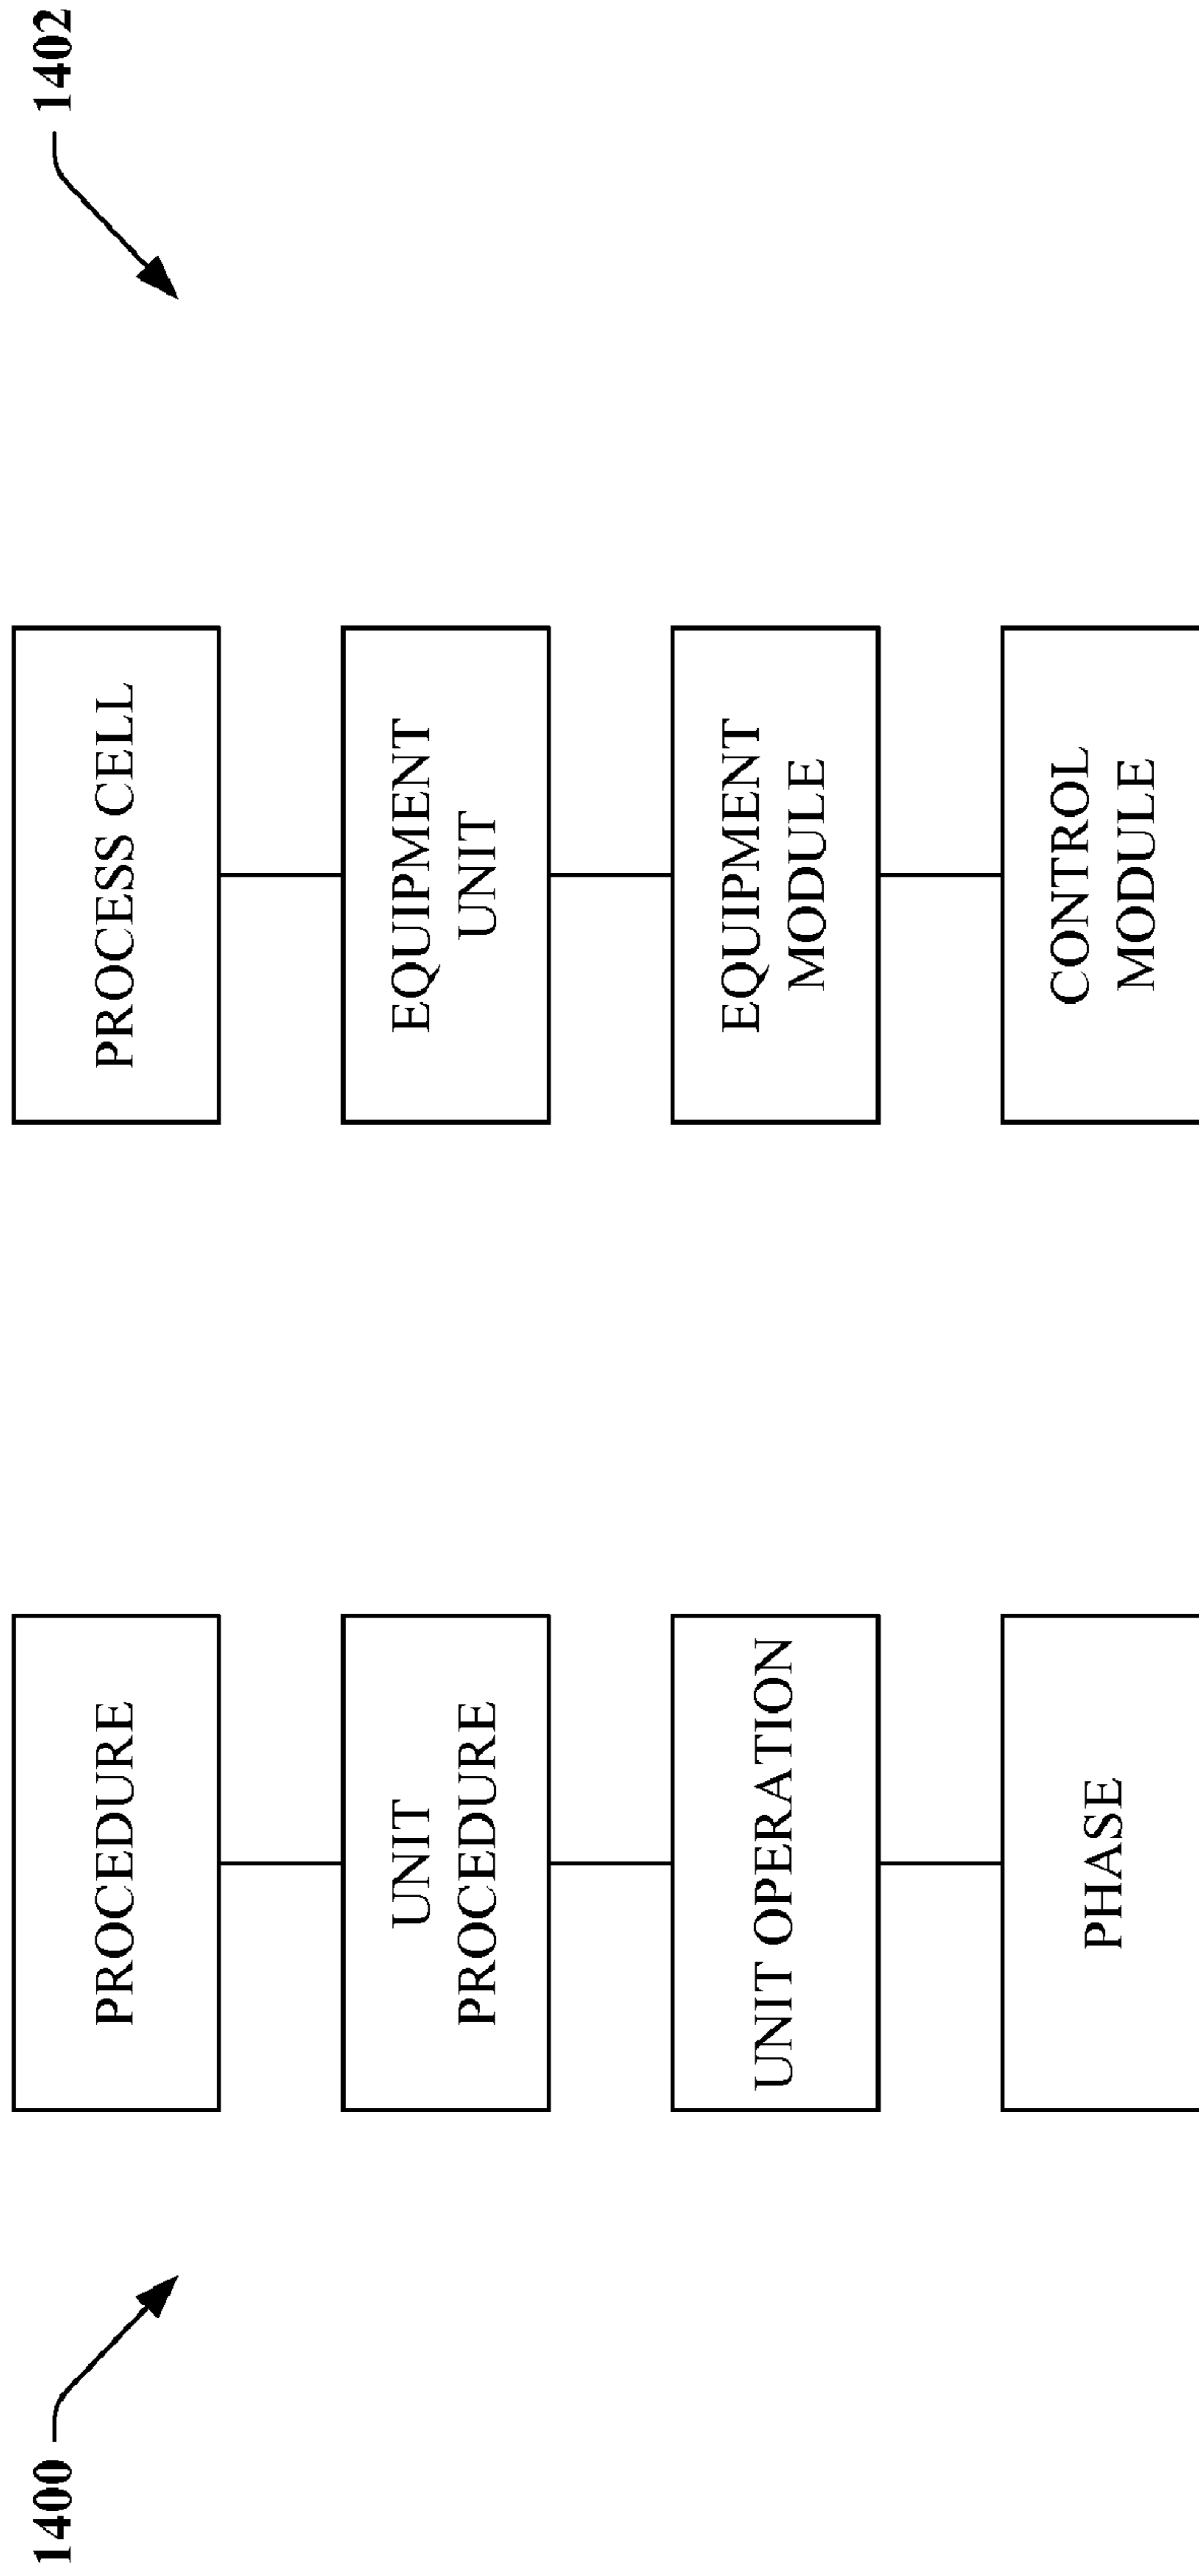 1400
PROCEDURE
UNIT
PROCEDURE
UNIT OPERATION
PHASE
1402
PROCESS CELL
EQUIPMENT
UNIT
EQUIPMENT
MODULE
CONTROL
MODULE